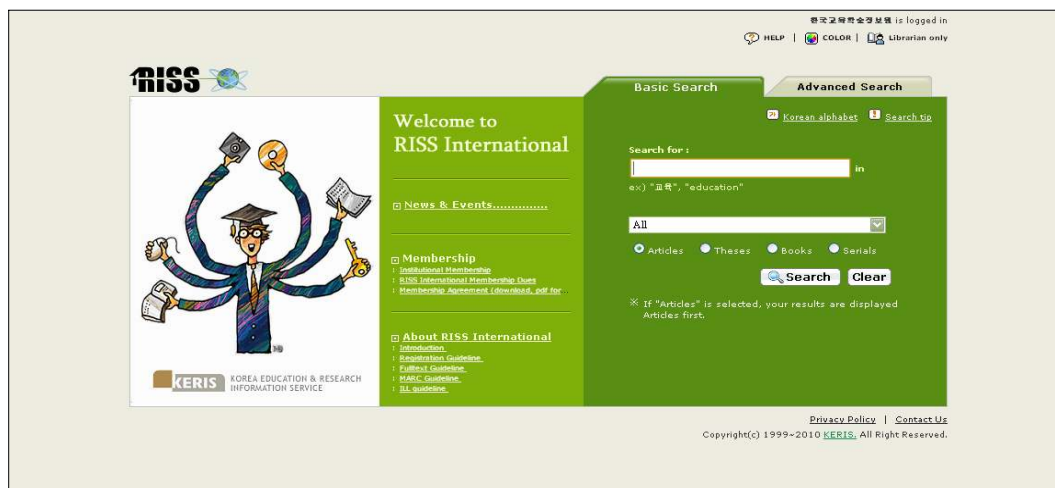 한국교육학술정보원 is logged in
HELP | COLOR | Librarian only
RISS
Basic Search
Advanced Search
Korean alphabet Search tip
Welcome to
RISS International
News & Events...............
Membership
: Institutional Membership
: RISS International Membership Dues
: Membership Agreement (download, pdf for...
About RISS International
: Introduction
: Registration Guideline
: Fulltext Guideline
: MARC Guideline
: ILL guideline
Search for :
in
ex) "교육", "education"
All
Articles Theses Books Serials
Search Clear
※ If "Articles" is selected, your results are displayed
Articles first.
KERIS KOREA EDUCATION & RESEARCH
INFORMATION SERVICE
Privacy Policy | Contact Us
Copyright(c) 1999~2010 KERIS. All Right Reserved.